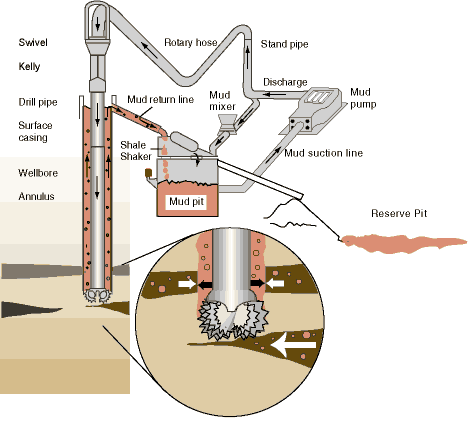 Swivel
Rotary hose
Stand pipe
Kelly
Discharge
Drill pipe
Mud return line
Mud
mixer
Mud
pump
Surface
casing
Shale
Shaker
Mud suction line
Wellbore
Annulus
Mud pit
Reserve Pit